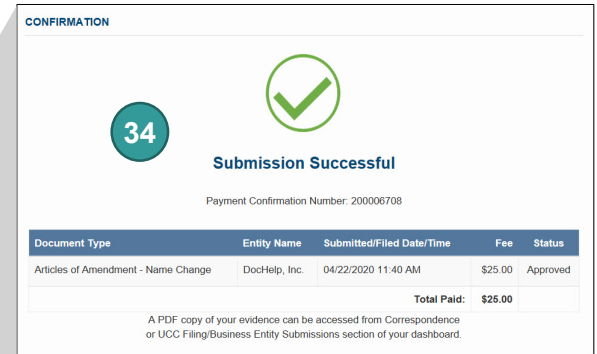 CONFIRMATION
34
Submission Successful
Payment Confirmation Number: 200006708
Document Type Entity Name Submitted/Filed Date/Time Fee Status
Articles of Amendment - Name Change DocHelp, Inc. 04/22/2020 11:40 AM $25.00 Approved
Total Paid: $25.00
A PDF copy of your evidence can be accessed from Correspondence
or UCC Filing/Business Entity Submissions section of your dashboard.